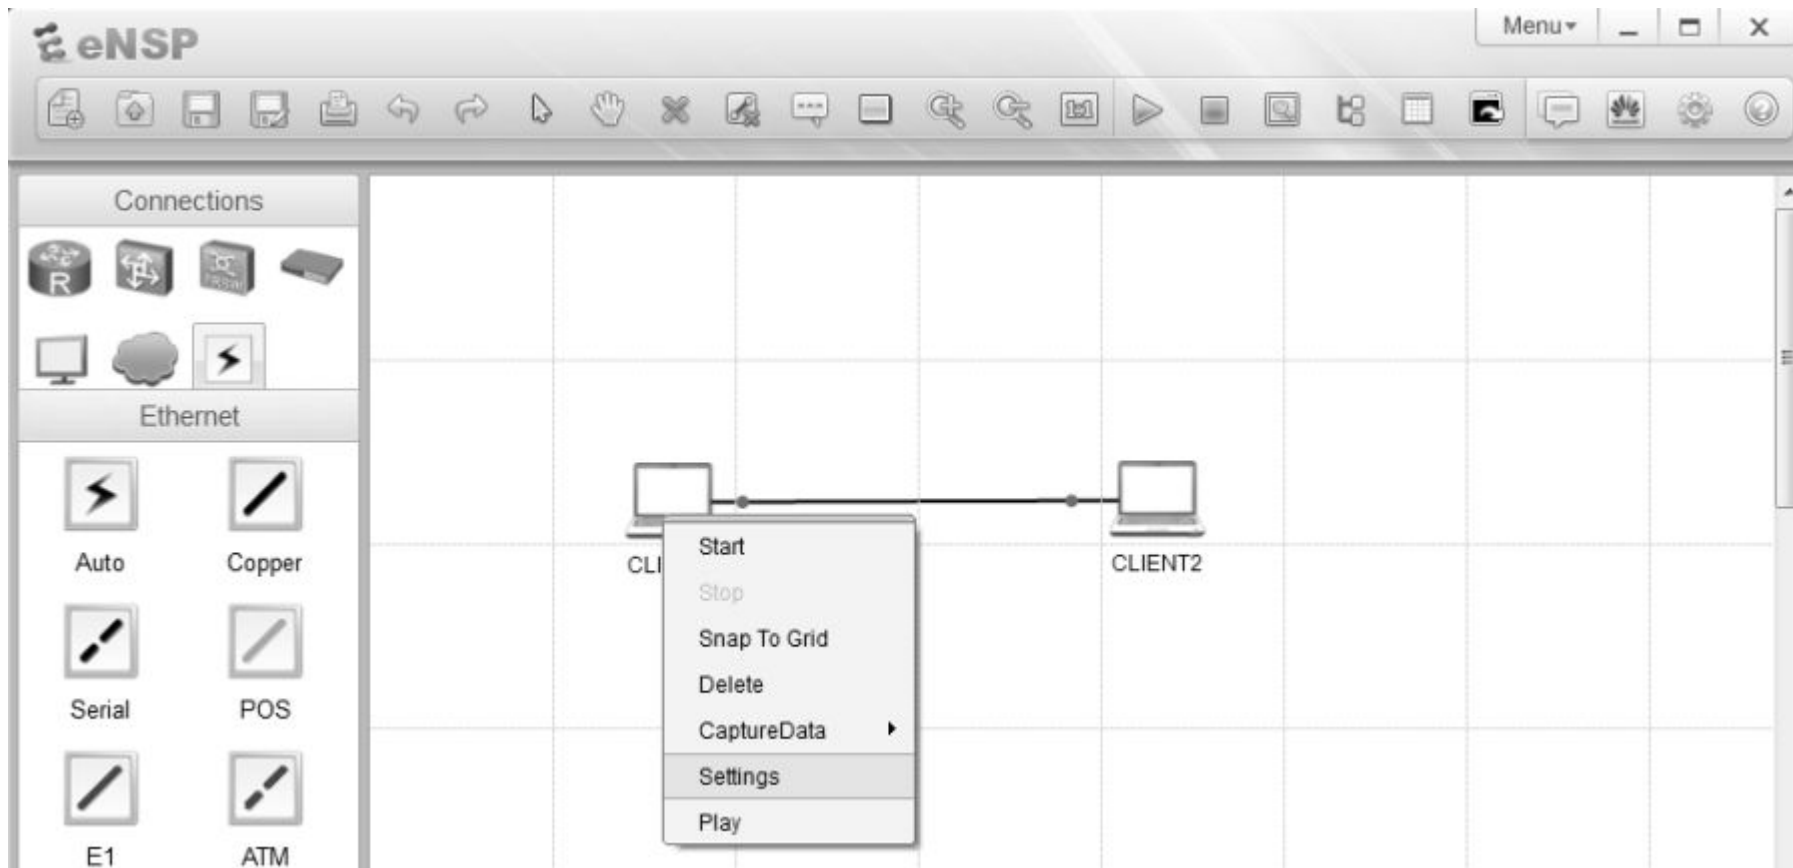 eNSP
Menu
Connections
R
Ethernet
Auto
Copper
Serial
POS
E1
ATM
CLI
CLIENT2
Start
Stop
Snap To Grid
Delete
CaptureData
Settings
Play